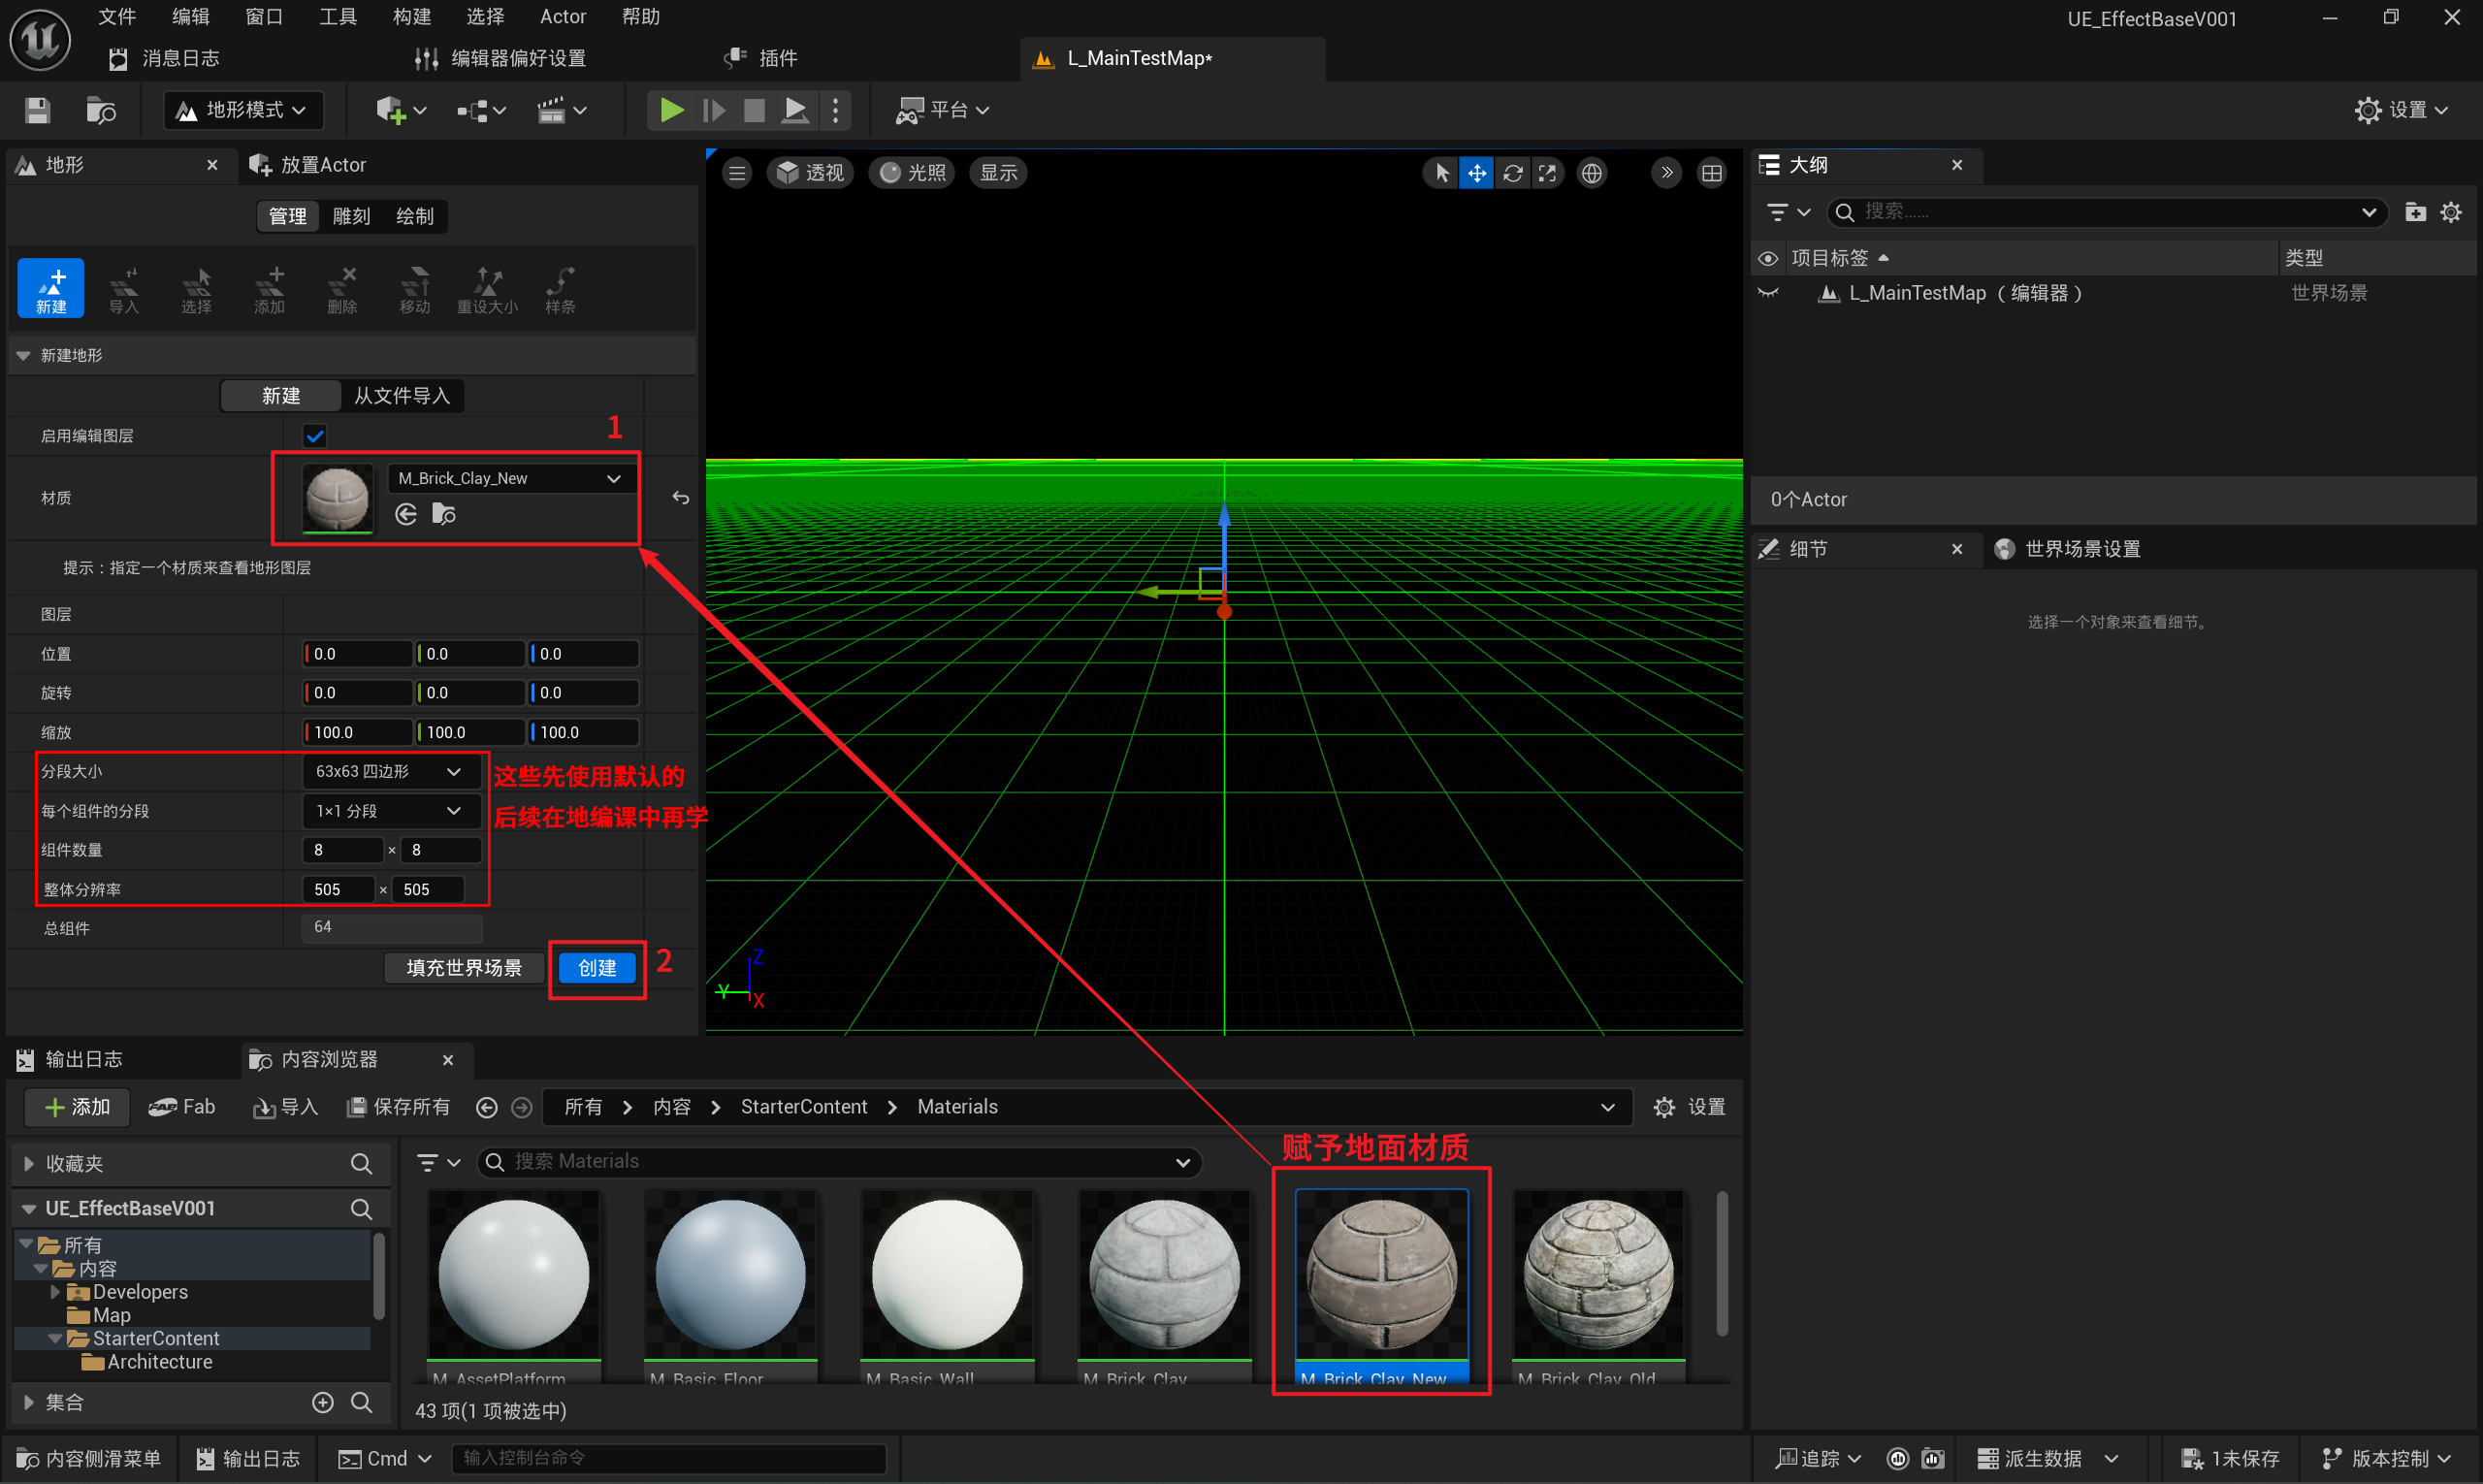 文件 编辑 窗口 工具 构建 选择 Actor 帮助
UE_EffectBaseV001
消息日志 编辑器偏好设置 插件 L_MainTestMap*
地形模式 平台 设置
地形 放置Actor
管理 雕刻 绘制
新建 导入 选择 添加 删除 移动 重设大小 样条
新建地形
新建 从文件导入
启用编辑图层
1
材质 M_Brick_Clay_New
提示：指定一个材质来查看地形图层
图层
位置 0.0 0.0 0.0
旋转 0.0 0.0 0.0
缩放 100.0 100.0 100.0
分段大小 63x63 四边形
这些先使用默认的
每个组件的分段 1×1 分段
后续在地编课中再学
组件数量 8 × 8
整体分辨率 505 × 505
总组件 64
填充世界场景 创建 2
透视 光照 显示
Z
Y
X
大纲
搜索......
项目标签 类型
L_MainTestMap（编辑器） 世界场景
0个Actor
细节 世界场景设置
选择一个对象来查看细节。
输出日志 内容浏览器
添加 Fab 导入 保存所有 所有 内容 StarterContent Materials 设置
收藏夹
UE_EffectBaseV001
所有
内容
Developers
Map
StarterContent
Architecture
集合
搜索 Materials
赋予地面材质
M_AssetPlatform M_Basic_Floor M_Basic_Wall M_Brick_Clay M_Brick_Clay_New M_Brick_Clay_Old
43 项(1 项被选中)
内容侧滑菜单 输出日志 Cmd 输入控制台命令 追踪 派生数据 1未保存 版本控制